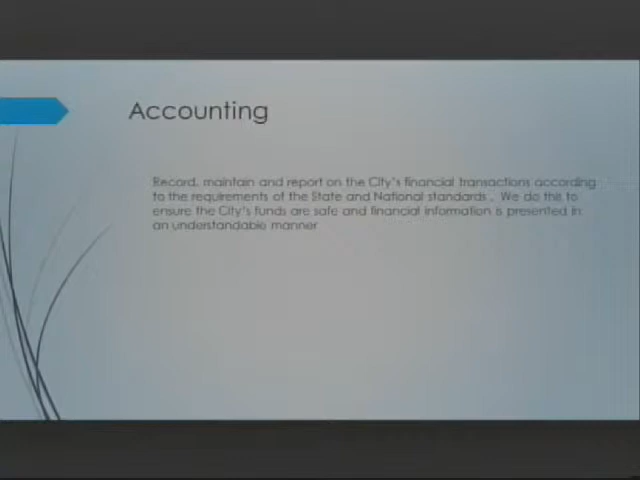 Accounting
Record, maintain and report on the City's financial transactions according
to the requirements of the State and National standards . We do this to
ensure the City's funds are safe and financial information is presented in
an understandable manner